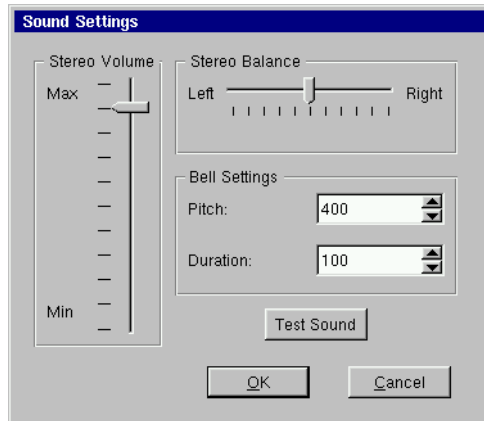 Sound Settings
Stereo Volume
Max
Min
Stereo Balance
Left
Right
Bell Settings
Pitch: 400
Duration: 100
Test Sound
OK
Cancel